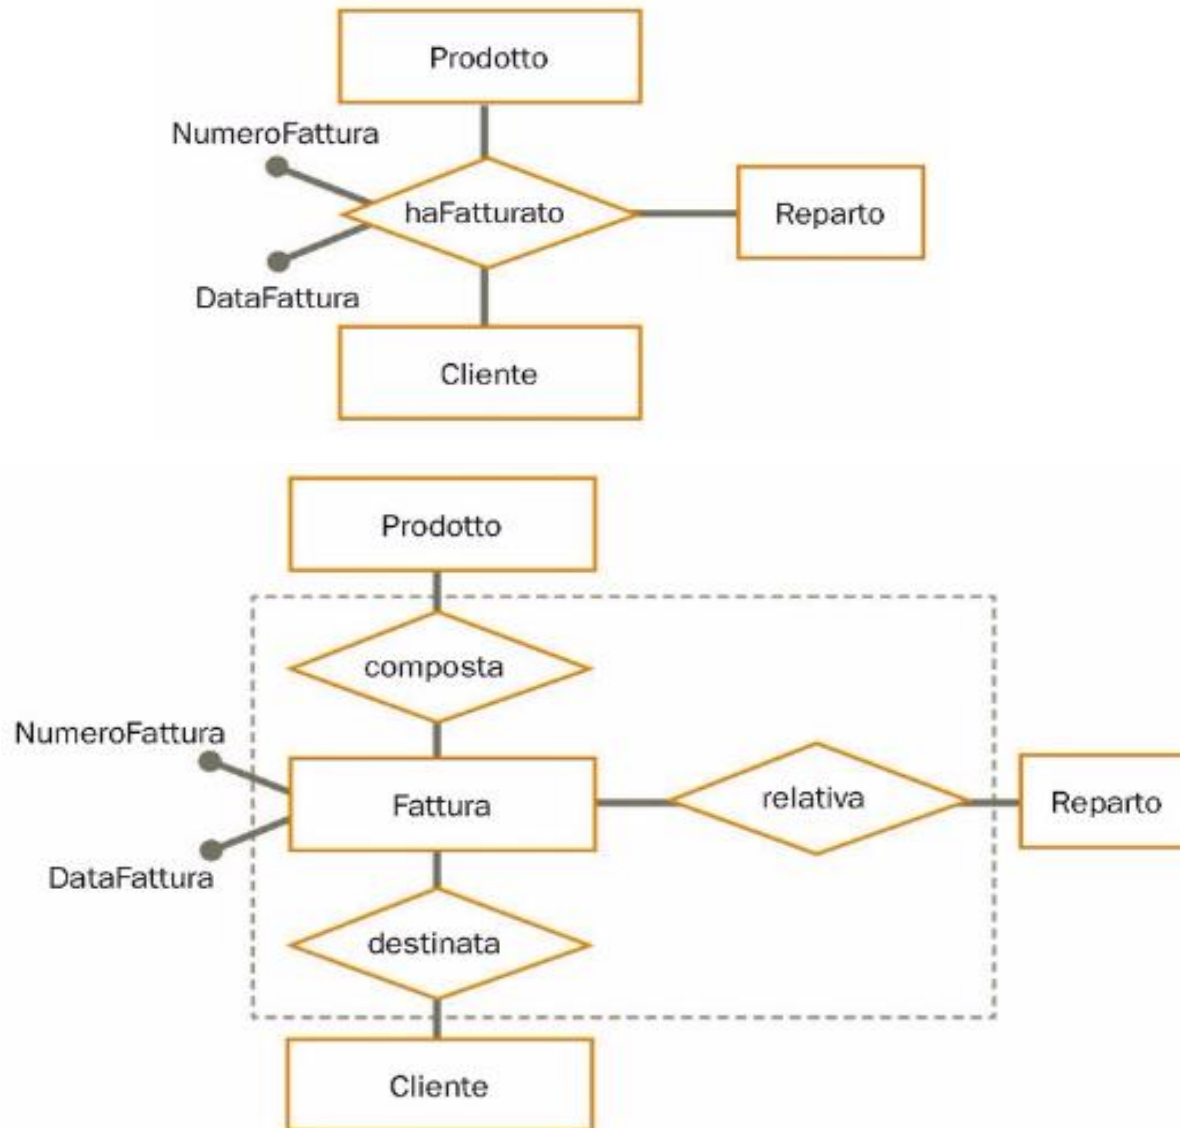 Prodotto
NumeroFattura
haFatturato
Reparto
DataFattura
Cliente
Prodotto
composta
NumeroFattura
Fattura
relativa
Reparto
DataFattura
destinata
Cliente